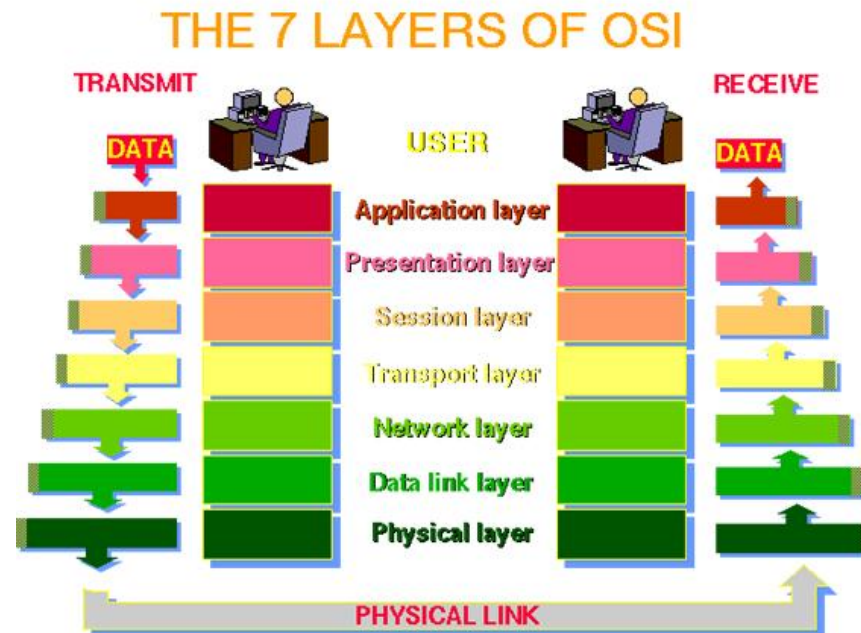 THE 7 LAYERS OF OSI
TRANSMIT
RECEIVE
USER
DATA
DATA
Application layer
Presentation layer
Session layer
Transport layer
Network layer
Data link layer
Physical layer
PHYSICAL LINK